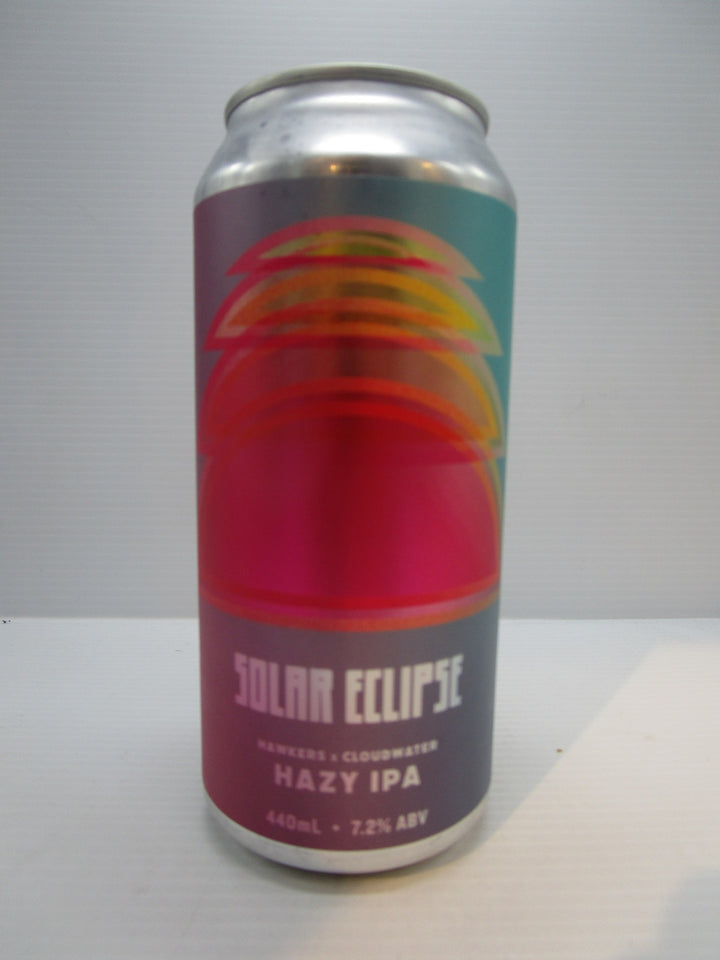 SOLAR ECLIPSE
HAWKERS x CLOUDWATER
HAZY IPA
440mL • 7.2% ABV